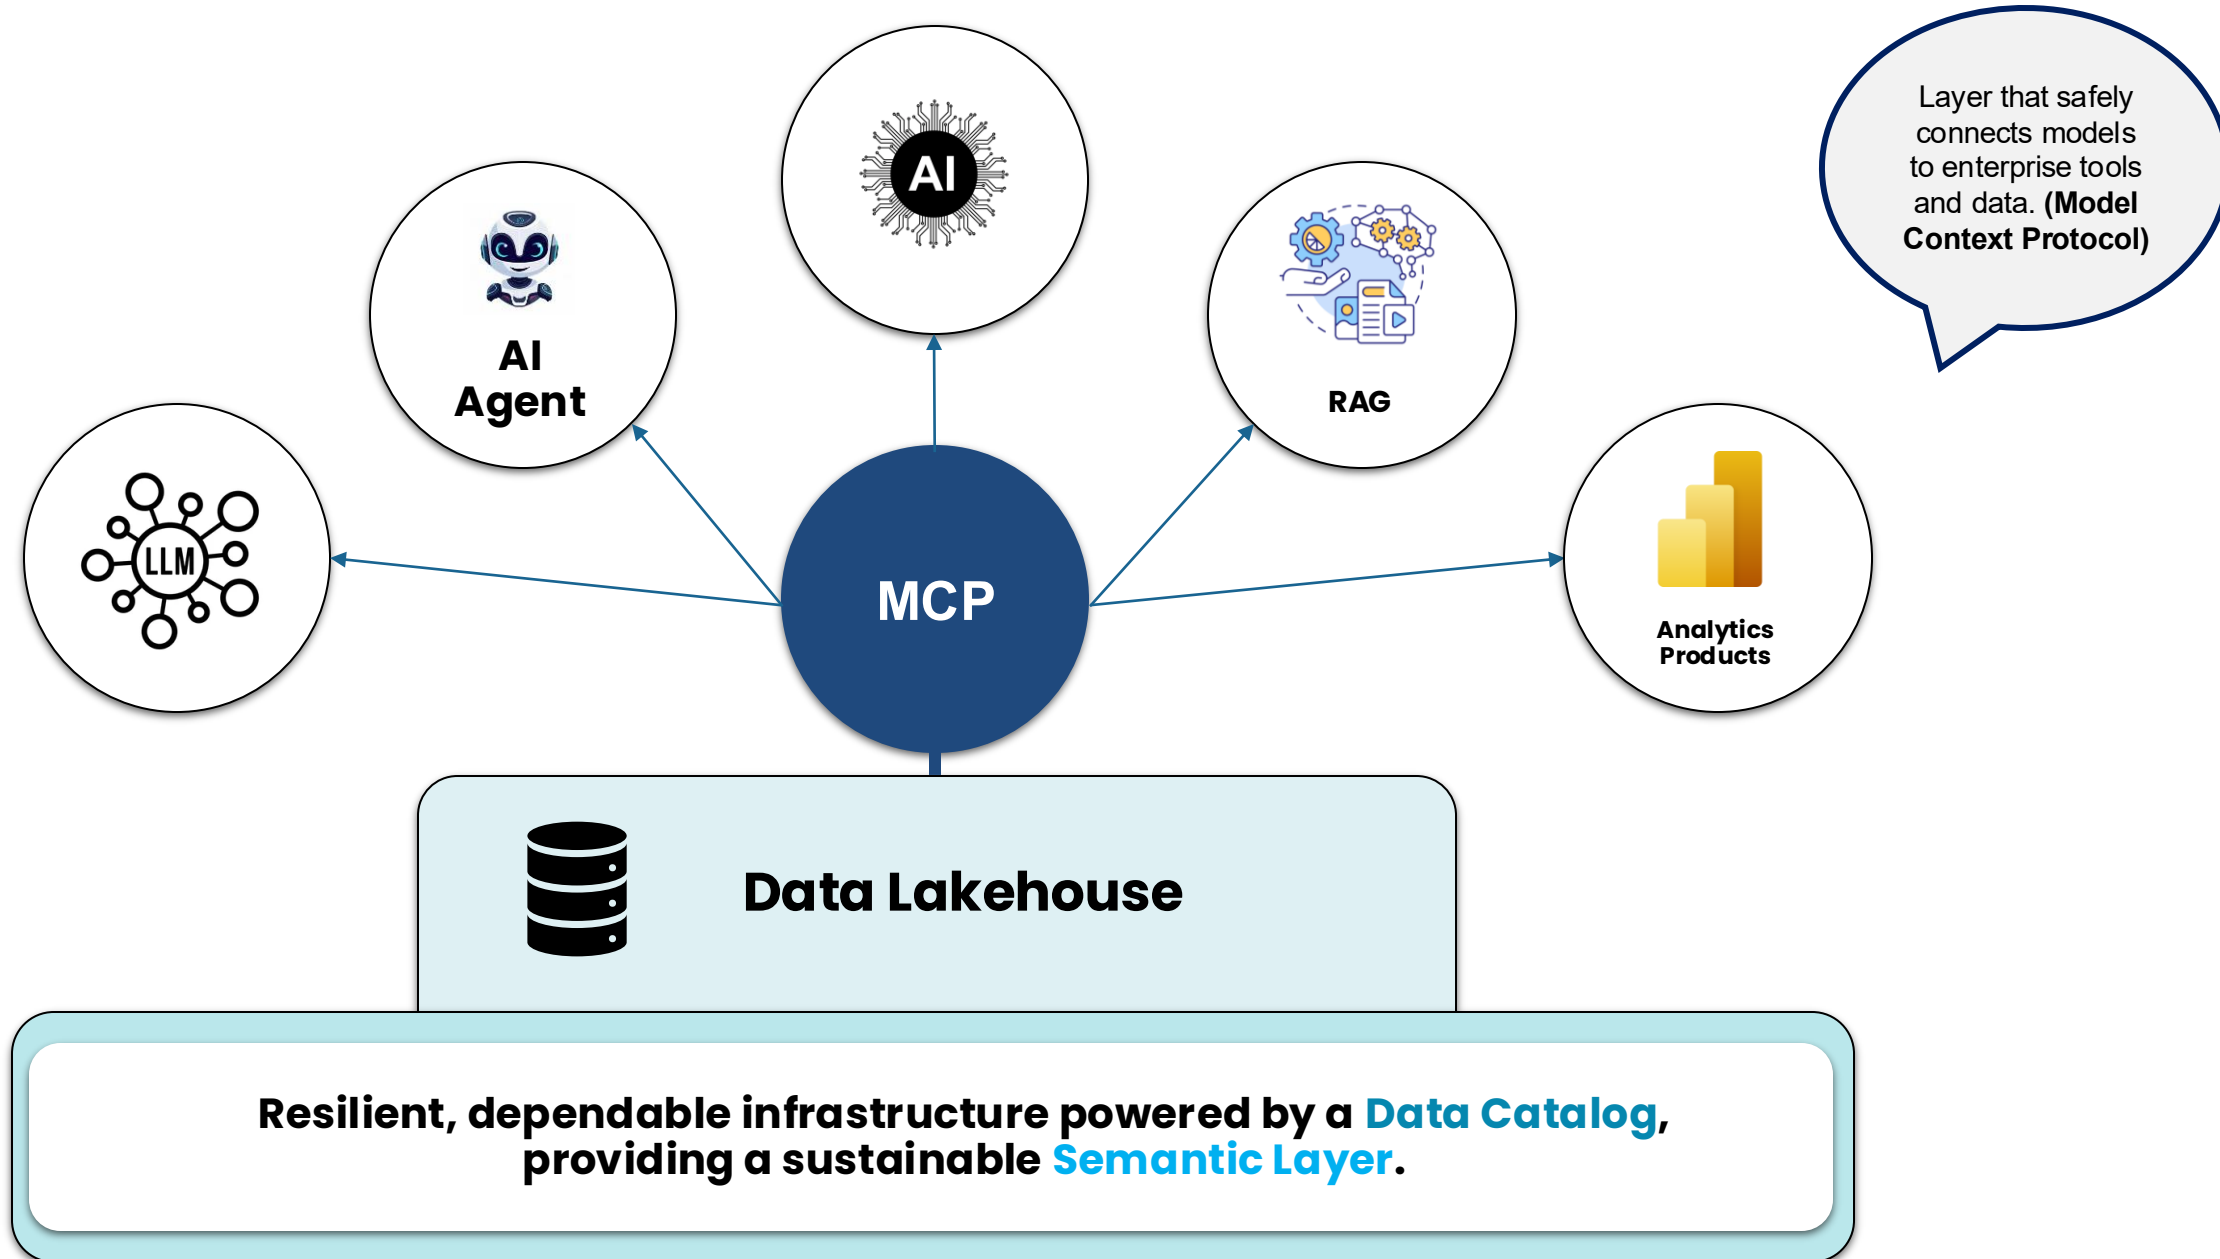 AI
Layer that safely
connects models
to enterprise tools
and data. (Model
Context Protocol)
AI
Agent
RAG
LLM
MCP
Analytics
Products
Data Lakehouse
Resilient, dependable infrastructure powered by a Data Catalog,
providing a sustainable Semantic Layer.